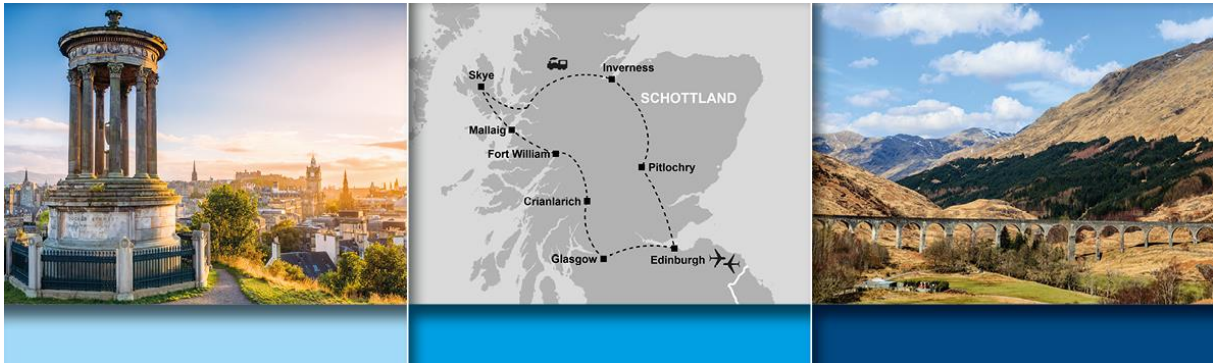 Inverness
Skye
SCHOTTLAND
Mallaig
Fort William
Pitlochry
Crianlarich
Glasgow
Edinburgh